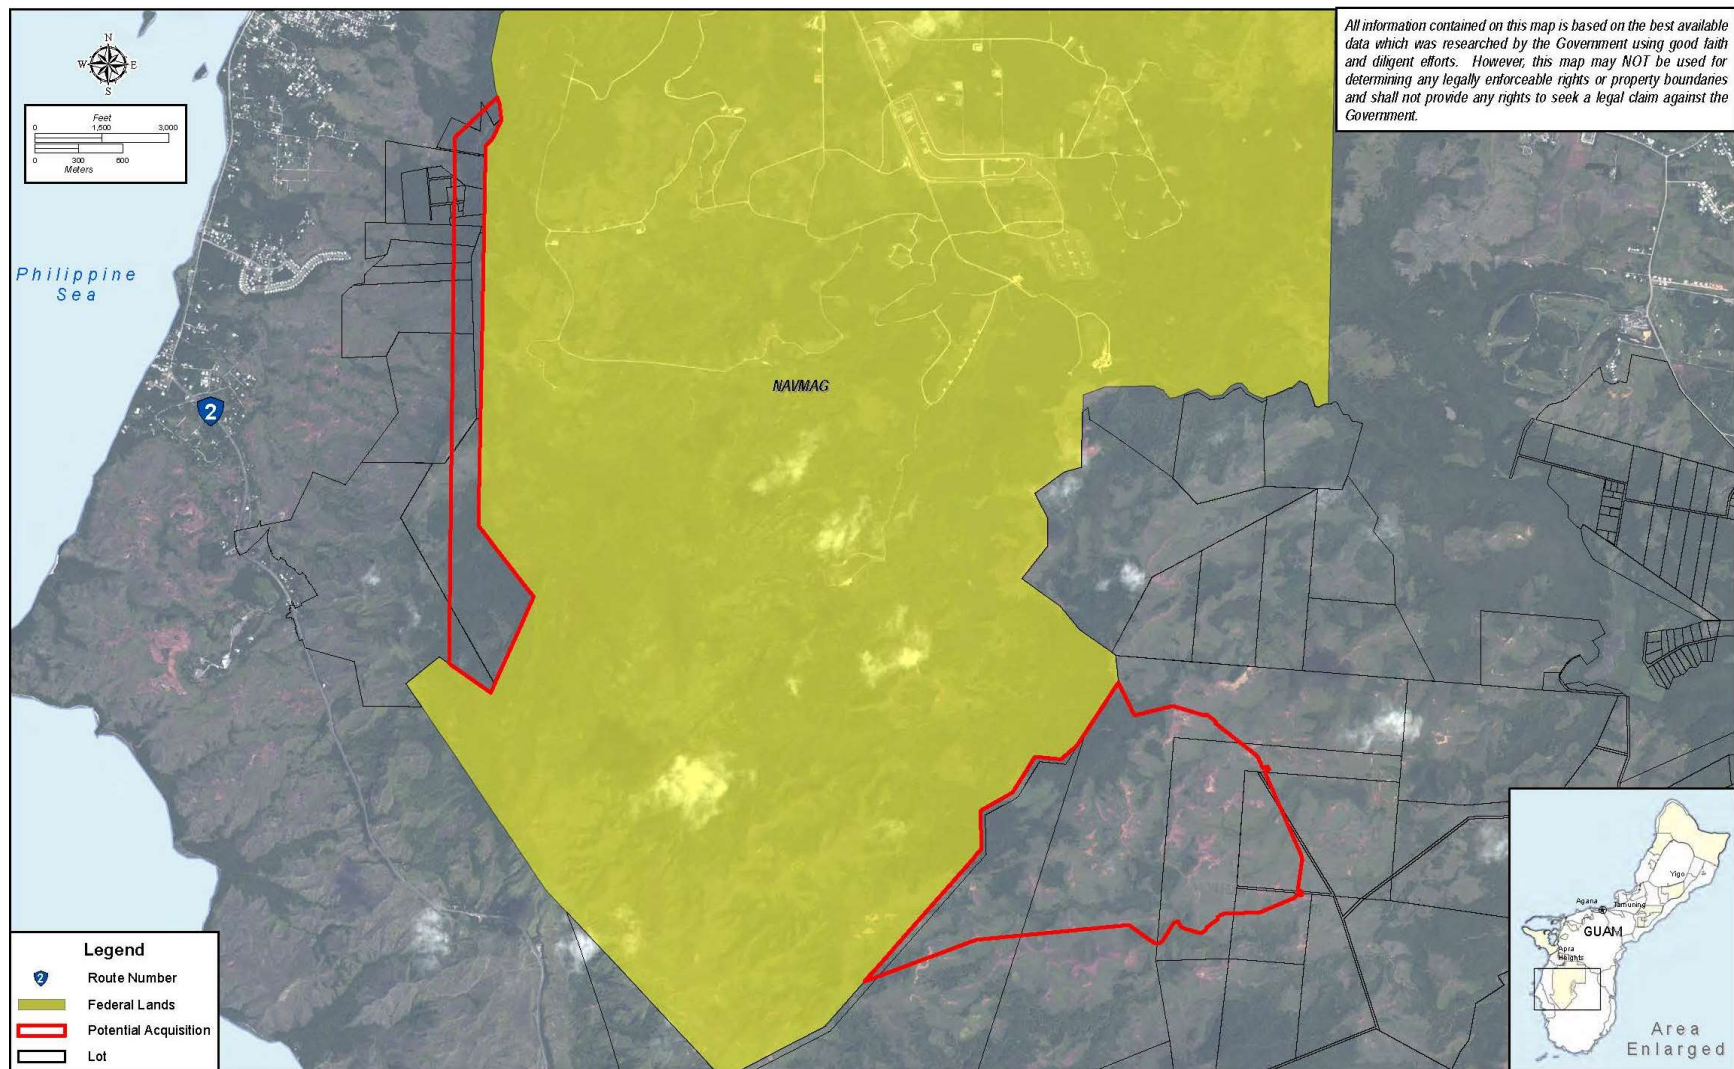 N
W E
S
Feet
0 1,500 3,000
0 300 600
Meters
All information contained on this map is based on the best available
data which was researched by the Government using good faith
and diligent efforts. However, this map may NOT be used for
determining any legally enforceable rights or property boundaries
and shall not provide any rights to seek a legal claim against the
Government.
Philippine
Sea
NAVMAG
2
Legend
2 Route Number
Federal Lands
Potential Acquisition
Lot
Yigo
Agana Tamuning
GUAM
Apra
Heights
Area
Enlarged